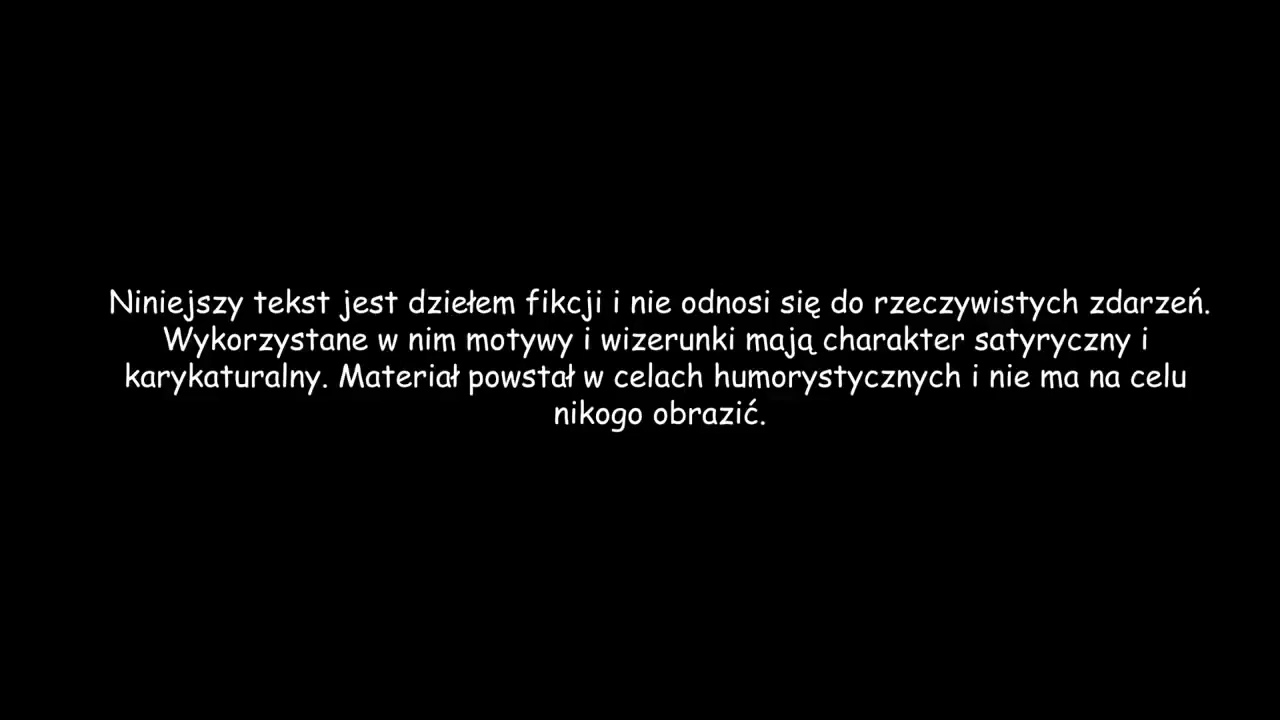 Niniejszy tekst jest dziełem fikcji i nie odnosi się do rzeczywistych zdarzeń.
Wykorzystane w nim motywy i wizerunki mają charakter satyryczny i
karykaturalny. Materiał powstał w celach humorystycznych i nie ma na celu
nikogo obrazić.